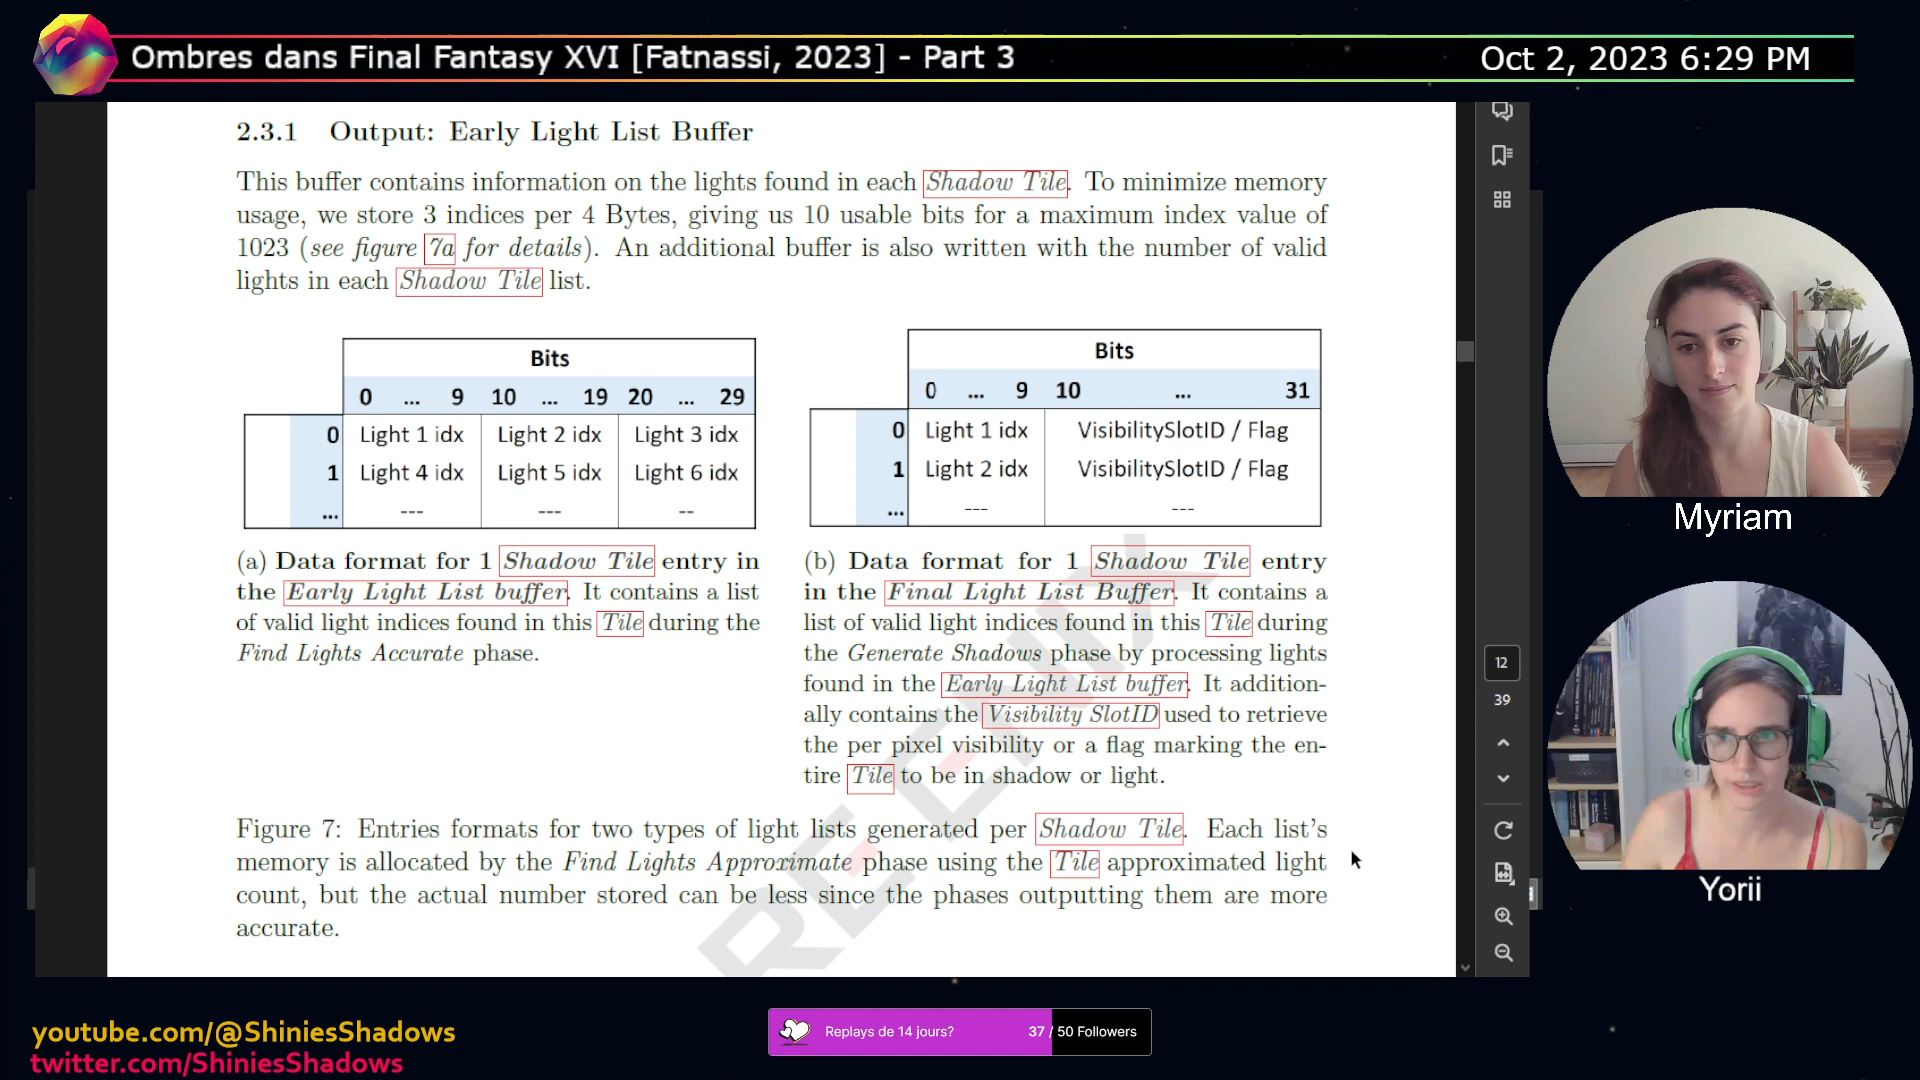 Ombres dans Final Fantasy XVI [Fatnassi, 2023] - Part 3
Oct 2, 2023 6:29 PM
2.3.1 Output: Early Light List Buffer
This buffer contains information on the lights found in each Shadow Tile. To minimize memory
usage, we store 3 indices per 4 Bytes, giving us 10 usable bits for a maximum index value of
1023 (see figure 7a for details). An additional buffer is also written with the number of valid
lights in each Shadow Tile list.
Bits
0 ... 9 10 ... 19 20 ... 29
0 Light 1 idx Light 2 idx Light 3 idx
1 Light 4 idx Light 5 idx Light 6 idx
... --- --- --
Bits
0 ... 9 10 ... 31
0 Light 1 idx VisibilitySlotID / Flag
1 Light 2 idx VisibilitySlotID / Flag
... --- ---
(a) Data format for 1 Shadow Tile entry in
the Early Light List buffer. It contains a list
of valid light indices found in this Tile during the
Find Lights Accurate phase.
(b) Data format for 1 Shadow Tile entry
in the Final Light List Buffer. It contains a
list of valid light indices found in this Tile during
the Generate Shadows phase by processing lights
found in the Early Light List buffer. It addition-
ally contains the Visibility SlotID used to retrieve
the per pixel visibility or a flag marking the en-
tire Tile to be in shadow or light.
Figure 7: Entries formats for two types of light lists generated per Shadow Tile. Each list's
memory is allocated by the Find Lights Approximate phase using the Tile approximated light
count, but the actual number stored can be less since the phases outputting them are more
accurate.
12
39
Myriam
Yorii
youtube.com/@ShiniesShadows
twitter.com/ShiniesShadows
Replays de 14 jours? 37 / 50 Followers